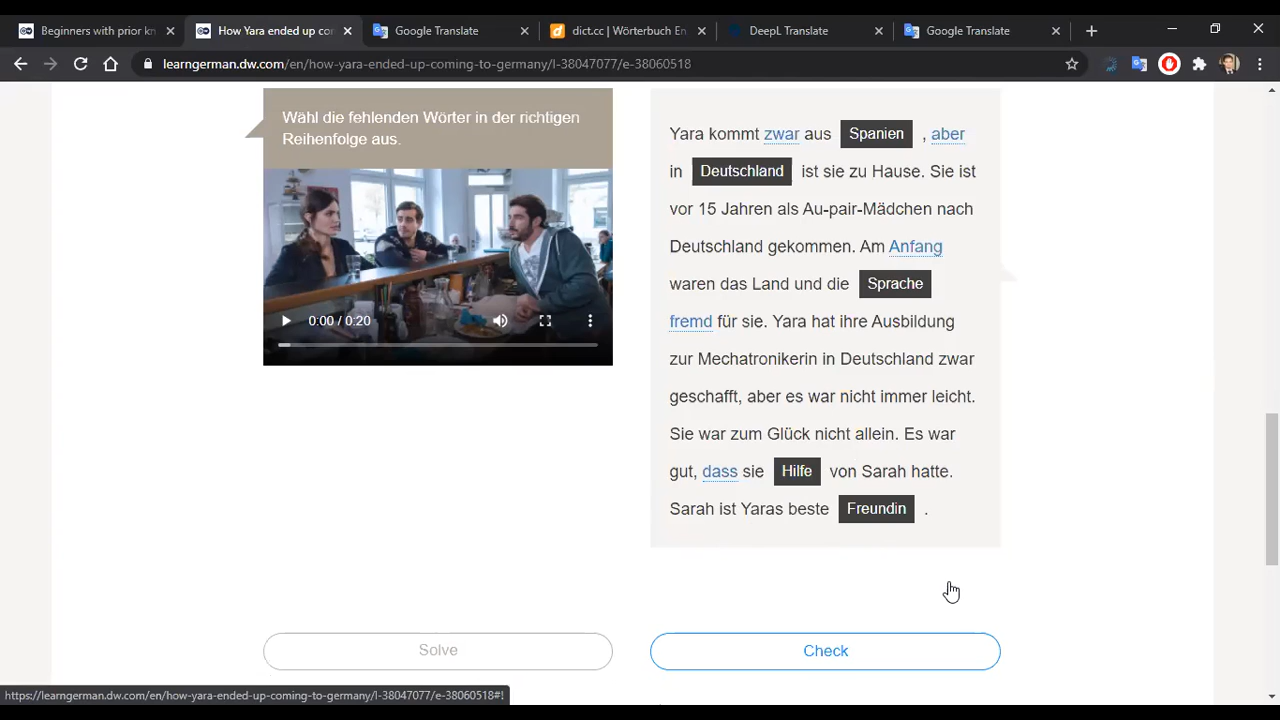 Beginners with prior kn
How Yara ended up co
Google Translate
dict.cc | Wörterbuch En
DeepL Translate
Google Translate
learngerman.dw.com/en/how-yara-ended-up-coming-to-germany/l-38047077/e-38060518
Wähl die fehlenden Wörter in der richtigen
Reihenfolge aus.
0:00 / 0:20
Yara kommt zwar aus Spanien , aber
in Deutschland ist sie zu Hause. Sie ist
vor 15 Jahren als Au-pair-Mädchen nach
Deutschland gekommen. Am Anfang
waren das Land und die Sprache
fremd für sie. Yara hat ihre Ausbildung
zur Mechatronikerin in Deutschland zwar
geschafft, aber es war nicht immer leicht.
Sie war zum Glück nicht allein. Es war
gut, dass sie Hilfe von Sarah hatte.
Sarah ist Yaras beste Freundin .
Solve
Check
https://learngerman.dw.com/en/how-yara-ended-up-coming-to-germany/l-38047077/e-38060518#!